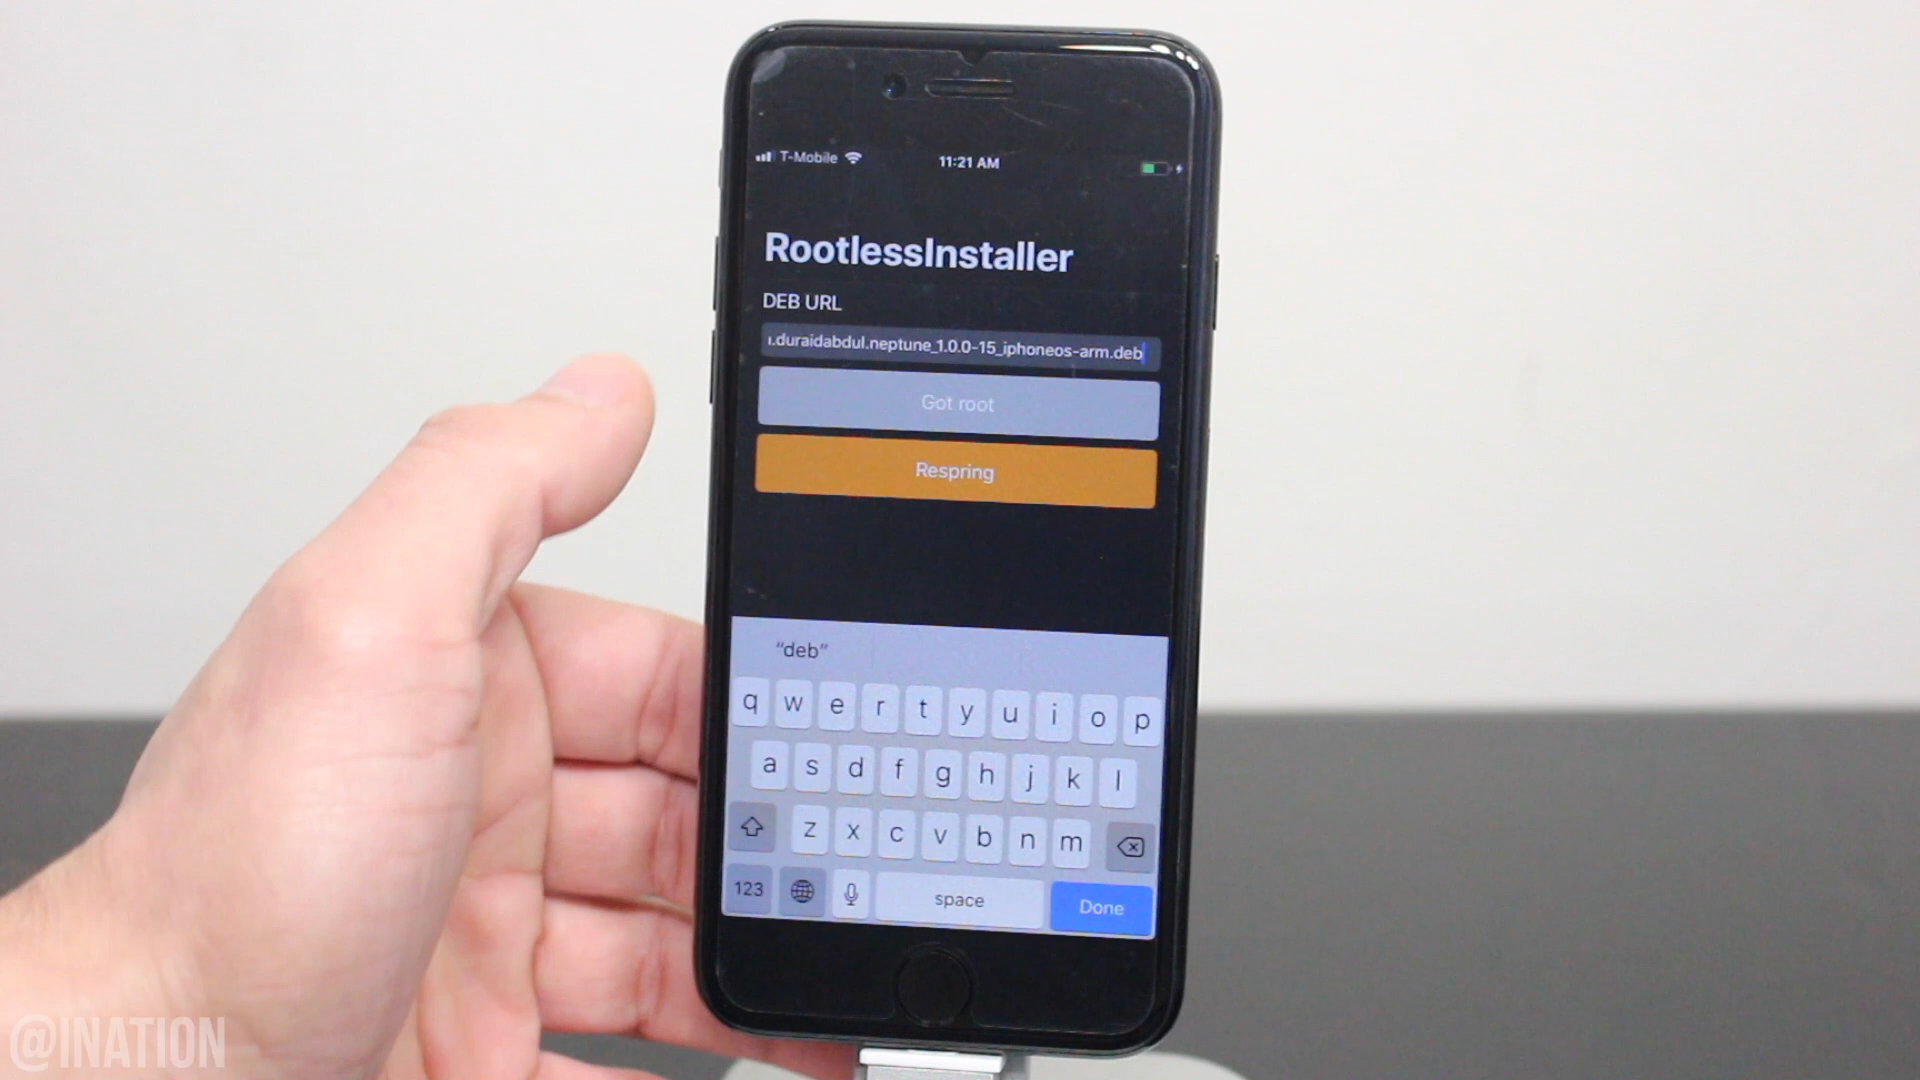 T-Mobile
11:21 AM
RootlessInstaller
DEB URL
.duraidabdul.neptune_1.0.0-15_iphoneos-arm.deb
Got root
Respring
“deb”
q w e r t y u i o p
a s d f g h j k l
z x c v b n m
123 space Done
@INATION